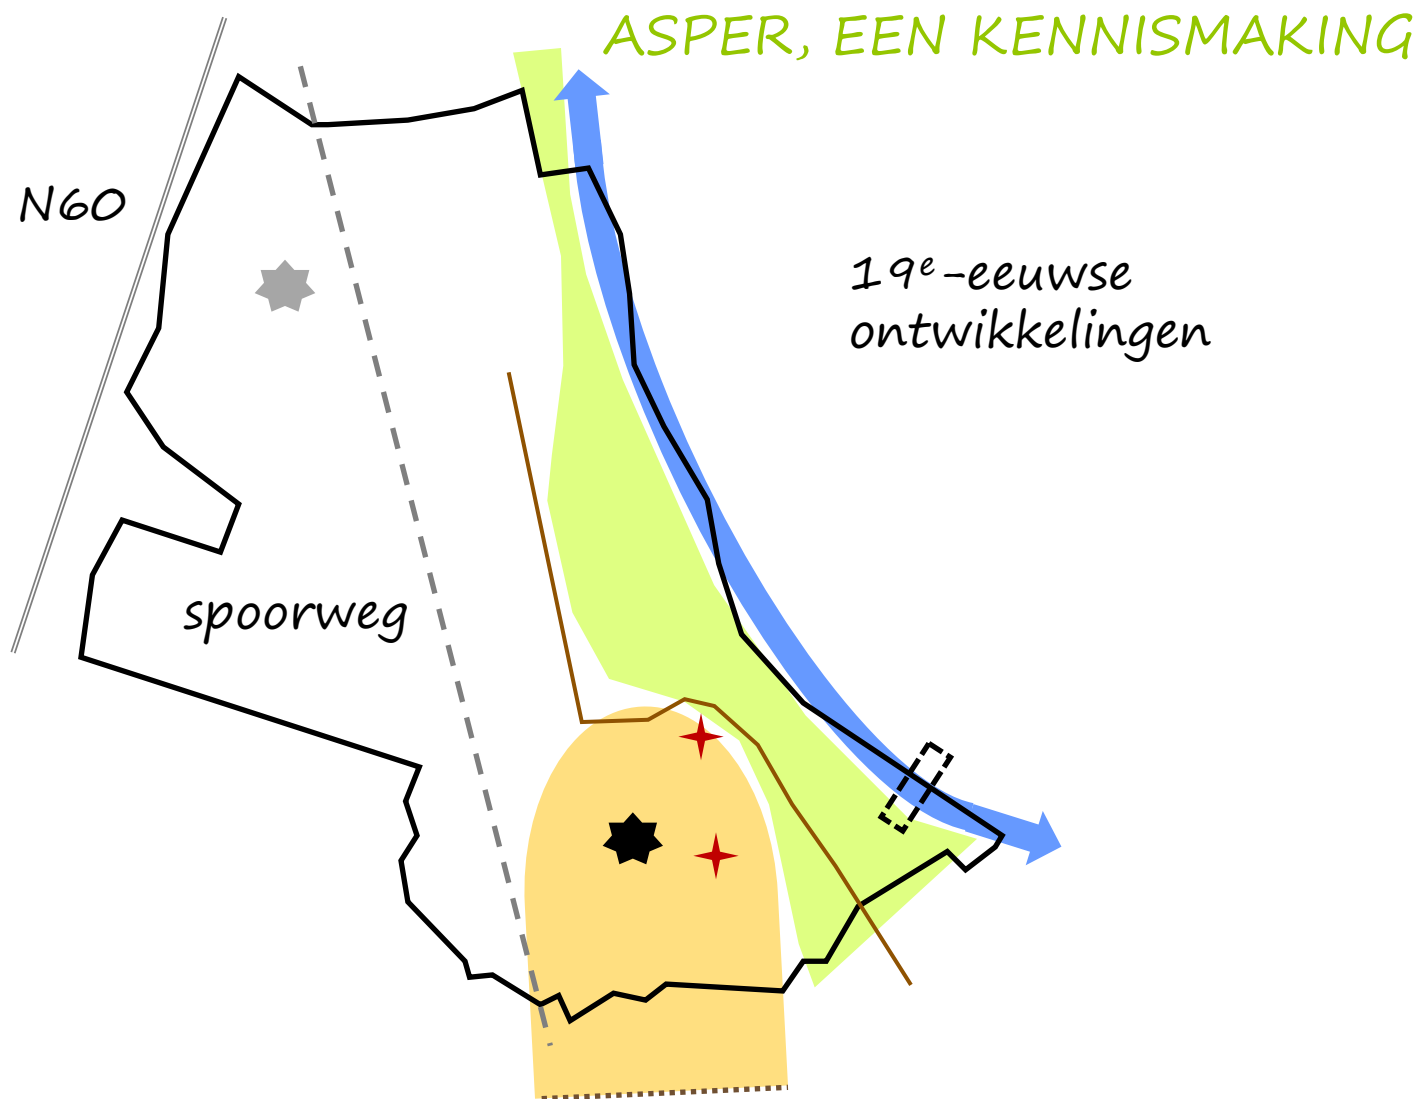 ASPER, EEN KENNISMAKING
N60
19e-eeuwse
ontwikkelingen
spoorweg